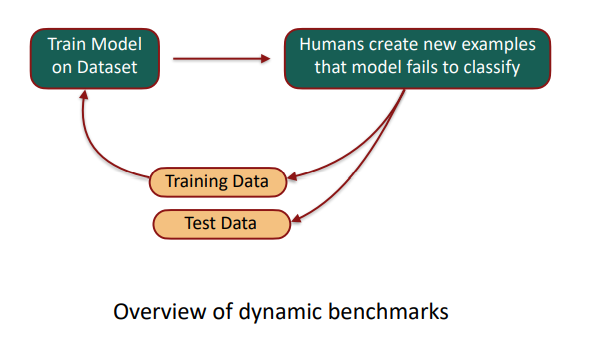 Train Model
on Dataset
Humans create new examples
that model fails to classify
Training Data
Test Data
Overview of dynamic benchmarks